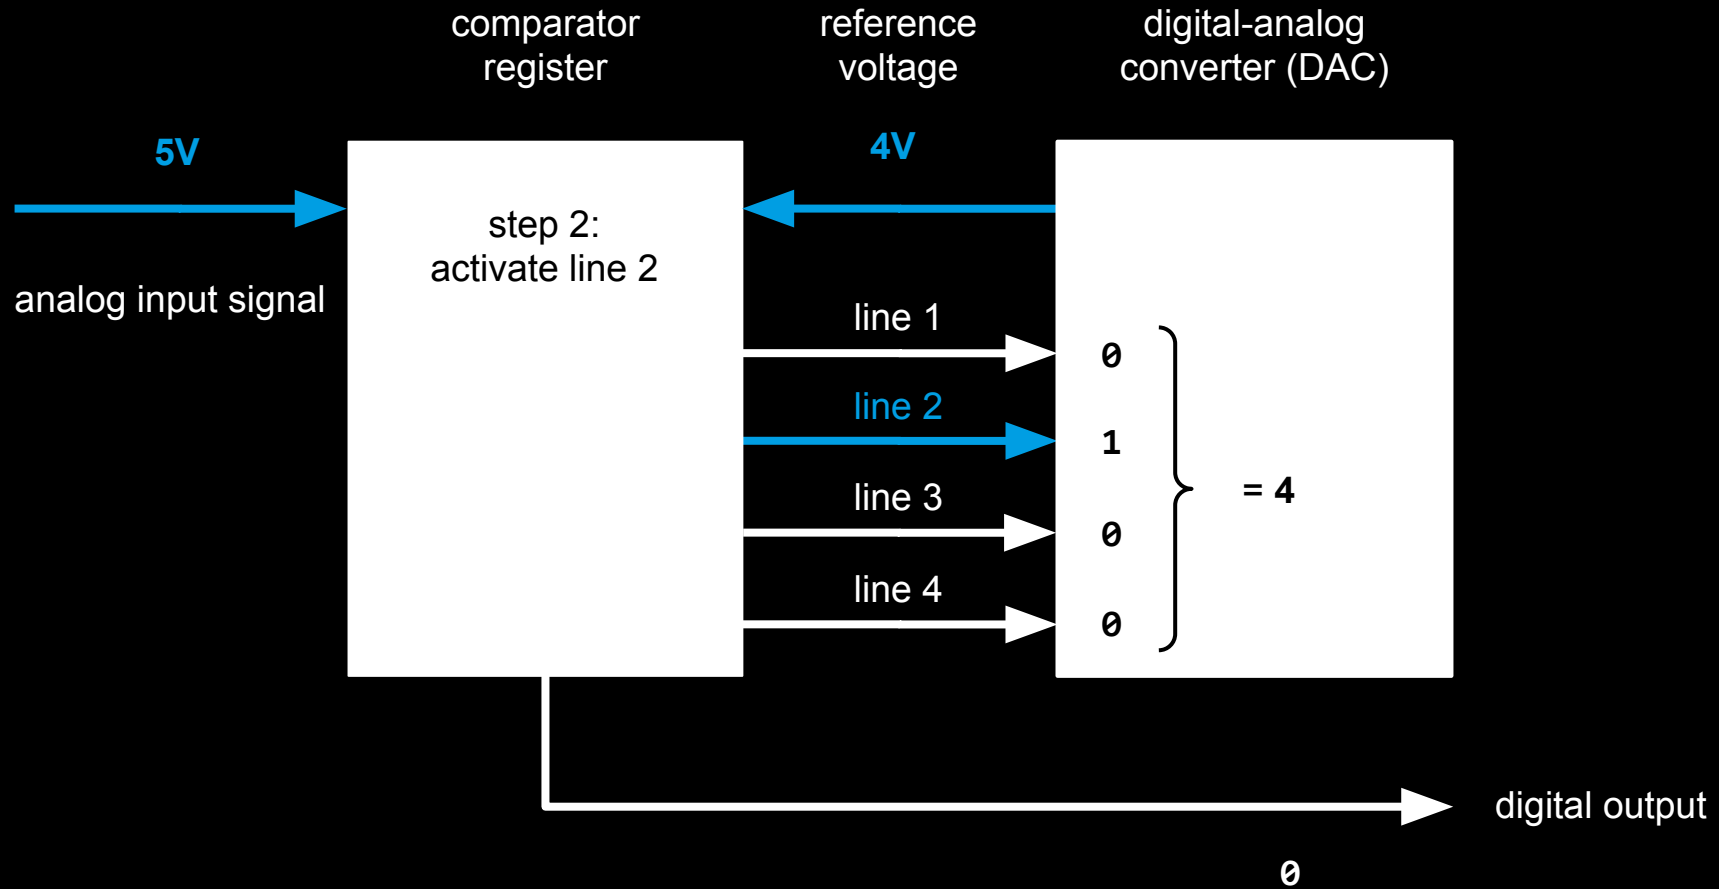 comparator
register
reference
voltage
digital-analog
converter (DAC)
5V
4V
step 2:
activate line 2
analog input signal
line 1
0
line 2
1
line 3
= 4
0
line 4
0
digital output
0